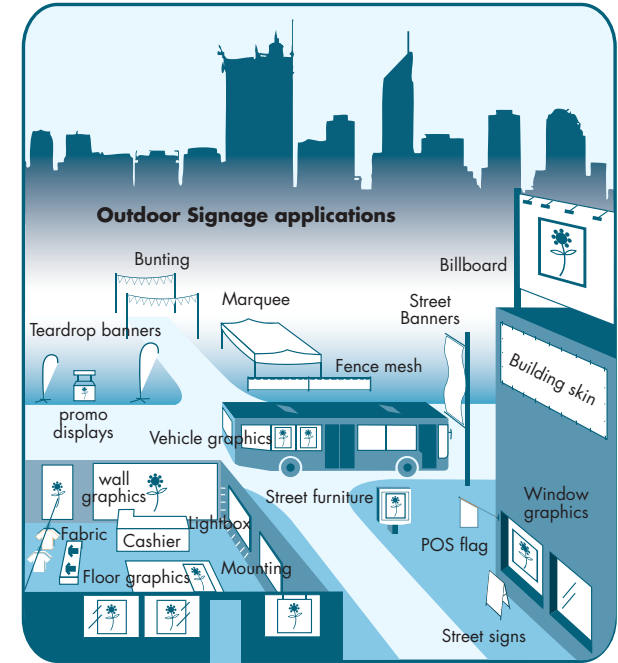 Outdoor Signage applications
Bunting
Billboard
Marquee
Street
Banners
Teardrop banners
Fence mesh
Building skin
promo
displays
Vehicle graphics
wall
graphics
Street furniture
Window
graphics
Lightbox
Fabric
Cashier
POS flag
Floor graphics
Mounting
Street signs